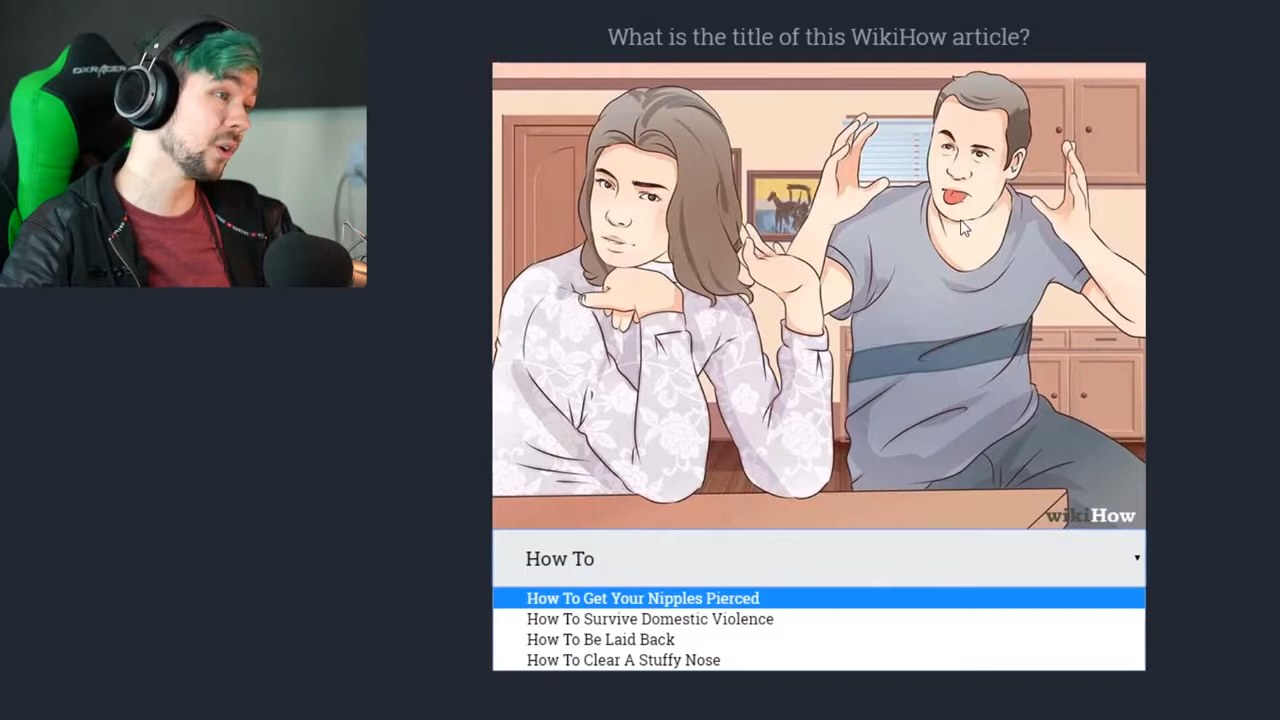 What is the title of this WikiHow article?
DXRACER
wikiHow
How To
How To Get Your Nipples Pierced
How To Survive Domestic Violence
How To Be Laid Back
How To Clear A Stuffy Nose